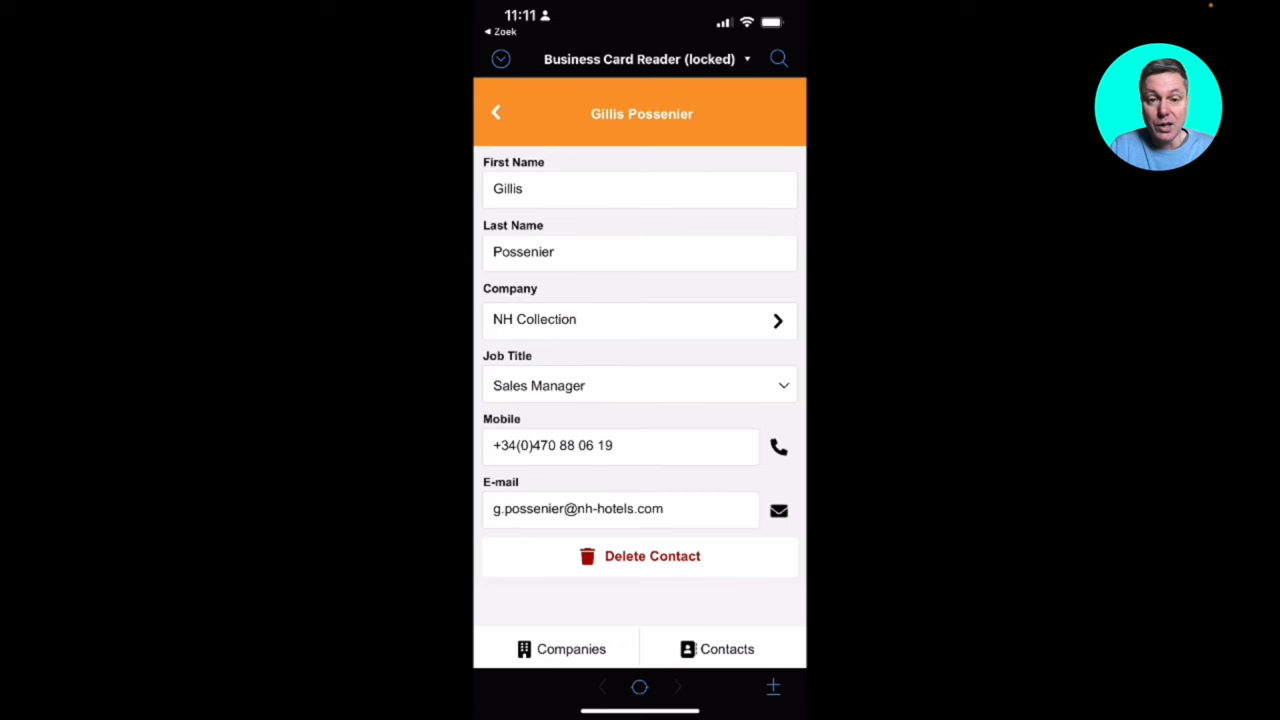 11:11
Zoek
Business Card Reader (locked)
Gillis Possenier
First Name
Gillis
Last Name
Possenier
Company
NH Collection
Job Title
Sales Manager
Mobile
+34(0)470 88 06 19
E-mail
g.possenier@nh-hotels.com
Delete Contact
Companies
Contacts